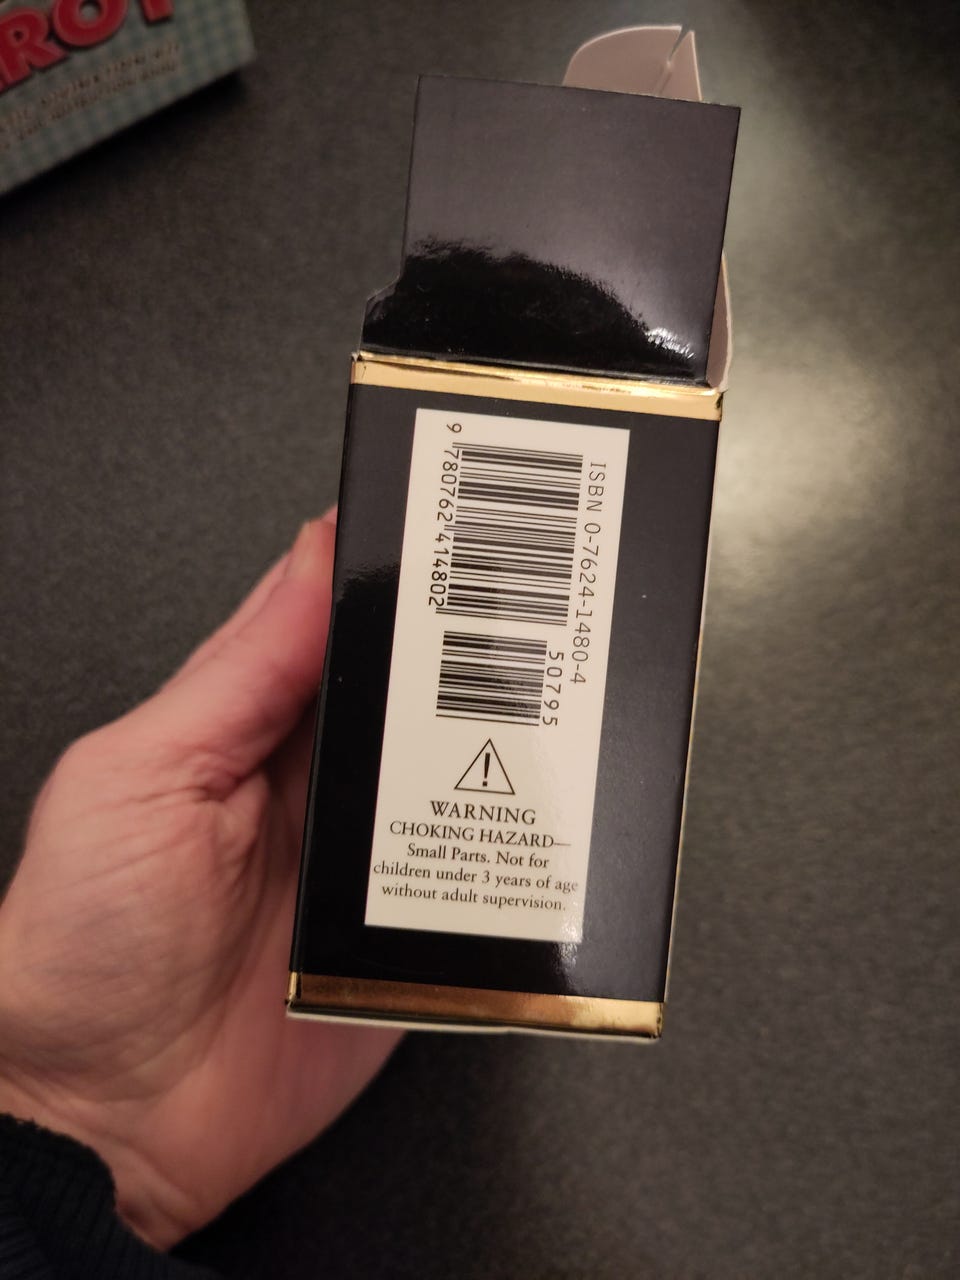 ROT
ISBN 0-7624-1480-4
50795
9 780762 414802
WARNING
CHOKING HAZARD—
Small Parts. Not for
children under 3 years of age
without adult supervision.